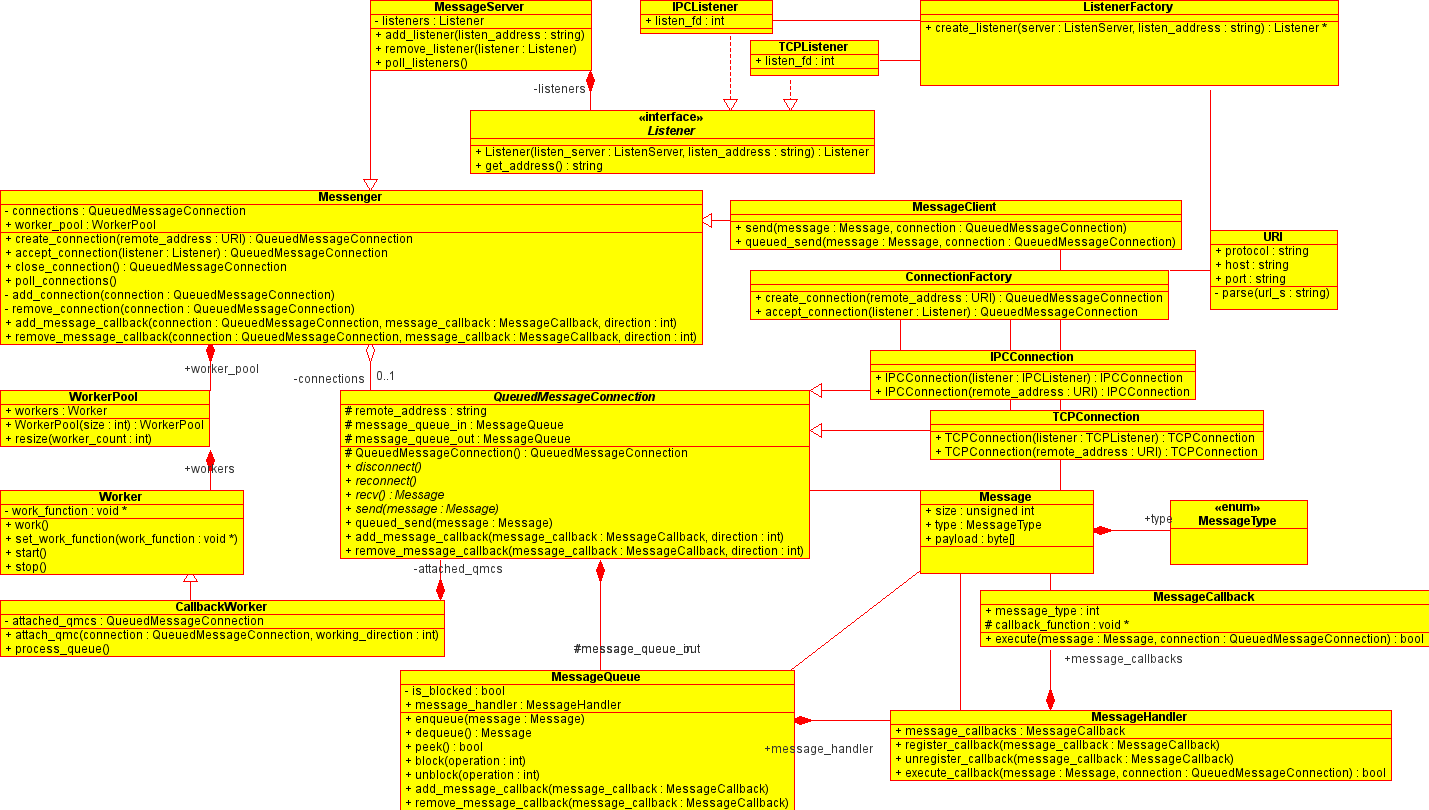 MessageServer
- listeners : Listener
+ add_listener(listen_address : string)
+ remove_listener(listener : Listener)
+ poll_listeners()
IPCListener
+ listen_fd : int
TCPListener
+ listen_fd : int
ListenerFactory
+ create_listener(server : ListenServer, listen_address : string) : Listener *
-listeners
«interface»
Listener
+ Listener(listen_server : ListenServer, listen_address : string) : Listener
+ get_address() : string
Messenger
- connections : QueuedMessageConnection
+ worker_pool : WorkerPool
+ create_connection(remote_address : URI) : QueuedMessageConnection
+ accept_connection(listener : Listener) : QueuedMessageConnection
+ close_connection() : QueuedMessageConnection
+ poll_connections()
- add_connection(connection : QueuedMessageConnection)
- remove_connection(connection : QueuedMessageConnection)
+ add_message_callback(connection : QueuedMessageConnection, message_callback : MessageCallback, direction : int)
+ remove_message_callback(connection : QueuedMessageConnection, message_callback : MessageCallback, direction : int)
MessageClient
+ send(message : Message, connection : QueuedMessageConnection)
+ queued_send(message : Message, connection : QueuedMessageConnection)
URI
+ protocol : string
+ host : string
+ port : string
- parse(url_s : string)
ConnectionFactory
+ create_connection(remote_address : URI) : QueuedMessageConnection
+ accept_connection(listener : Listener) : QueuedMessageConnection
IPCConnection
+ IPCConnection(listener : IPCListener) : IPCConnection
+ IPCConnection(remote_address : URI) : IPCConnection
TCPConnection
+ TCPConnection(listener : TCPListener) : TCPConnection
+ TCPConnection(remote_address : URI) : TCPConnection
+worker_pool
-connections
0..1
WorkerPool
+ workers : Worker
+ WorkerPool(size : int) : WorkerPool
+ resize(worker_count : int)
+workers
QueuedMessageConnection
# remote_address : string
# message_queue_in : MessageQueue
# message_queue_out : MessageQueue
# QueuedMessageConnection() : QueuedMessageConnection
+ disconnect()
+ reconnect()
+ recv() : Message
+ send(message : Message)
+ queued_send(message : Message)
+ add_message_callback(message_callback : MessageCallback, direction : int)
+ remove_message_callback(message_callback : MessageCallback, direction : int)
Worker
- work_function : void *
+ work()
+ set_work_function(work_function : void *)
+ start()
+ stop()
Message
+ size : unsigned int
+ type : MessageType
+ payload : byte[]
+type
«enum»
MessageType
-attached_qmcs
CallbackWorker
- attached_qmcs : QueuedMessageConnection
+ attach_qmc(connection : QueuedMessageConnection, working_direction : int)
+ process_queue()
MessageCallback
+ message_type : int
# callback_function : void *
+ execute(message : Message, connection : QueuedMessageConnection) : bool
+message_callbacks
MessageQueue
- is_blocked : bool
+ message_handler : MessageHandler
+ enqueue(message : Message)
+ dequeue() : Message
+ peek() : bool
+ block(operation : int)
+ unblock(operation : int)
+ add_message_callback(message_callback : MessageCallback)
+ remove_message_callback(message_callback : MessageCallback)
+message_handler
MessageHandler
+ message_callbacks : MessageCallback
+ register_callback(message_callback : MessageCallback)
+ unregister_callback(message_callback : MessageCallback)
+ execute_callback(message : Message, connection : QueuedMessageConnection) : bool